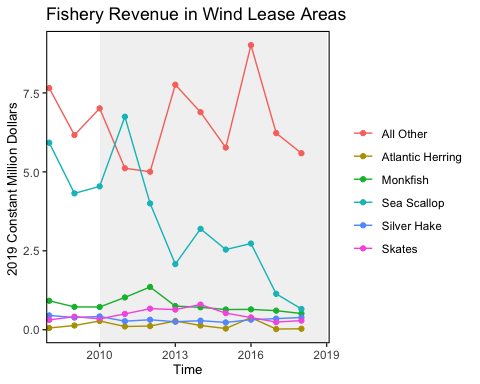 Fishery Revenue in Wind Lease Areas
2019 Constant Million Dollars
7.5
5.0
2.5
0.0
2010 2013 2016 2019
Time
All Other
Atlantic Herring
Monkfish
Sea Scallop
Silver Hake
Skates